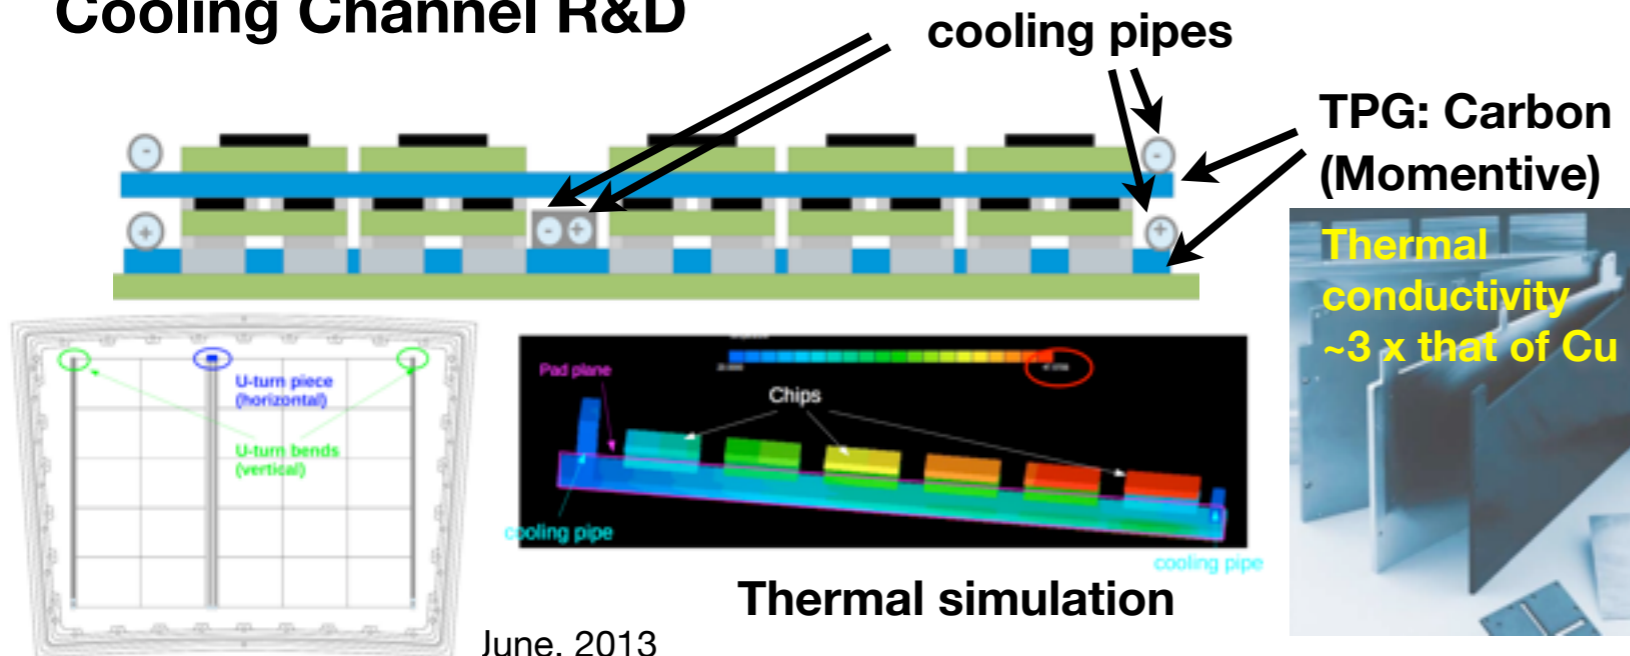 Cooling Channel R&D
cooling pipes
TPG: Carbon
(Momentive)
-
-
+
- +
+
Thermal
conductivity
~3 x that of Cu
U-turn piece
(horizontal)
U-turn bends
(vertical)
Pad plane
Chips
cooling pipe
cooling pipe
Thermal simulation
June, 2013